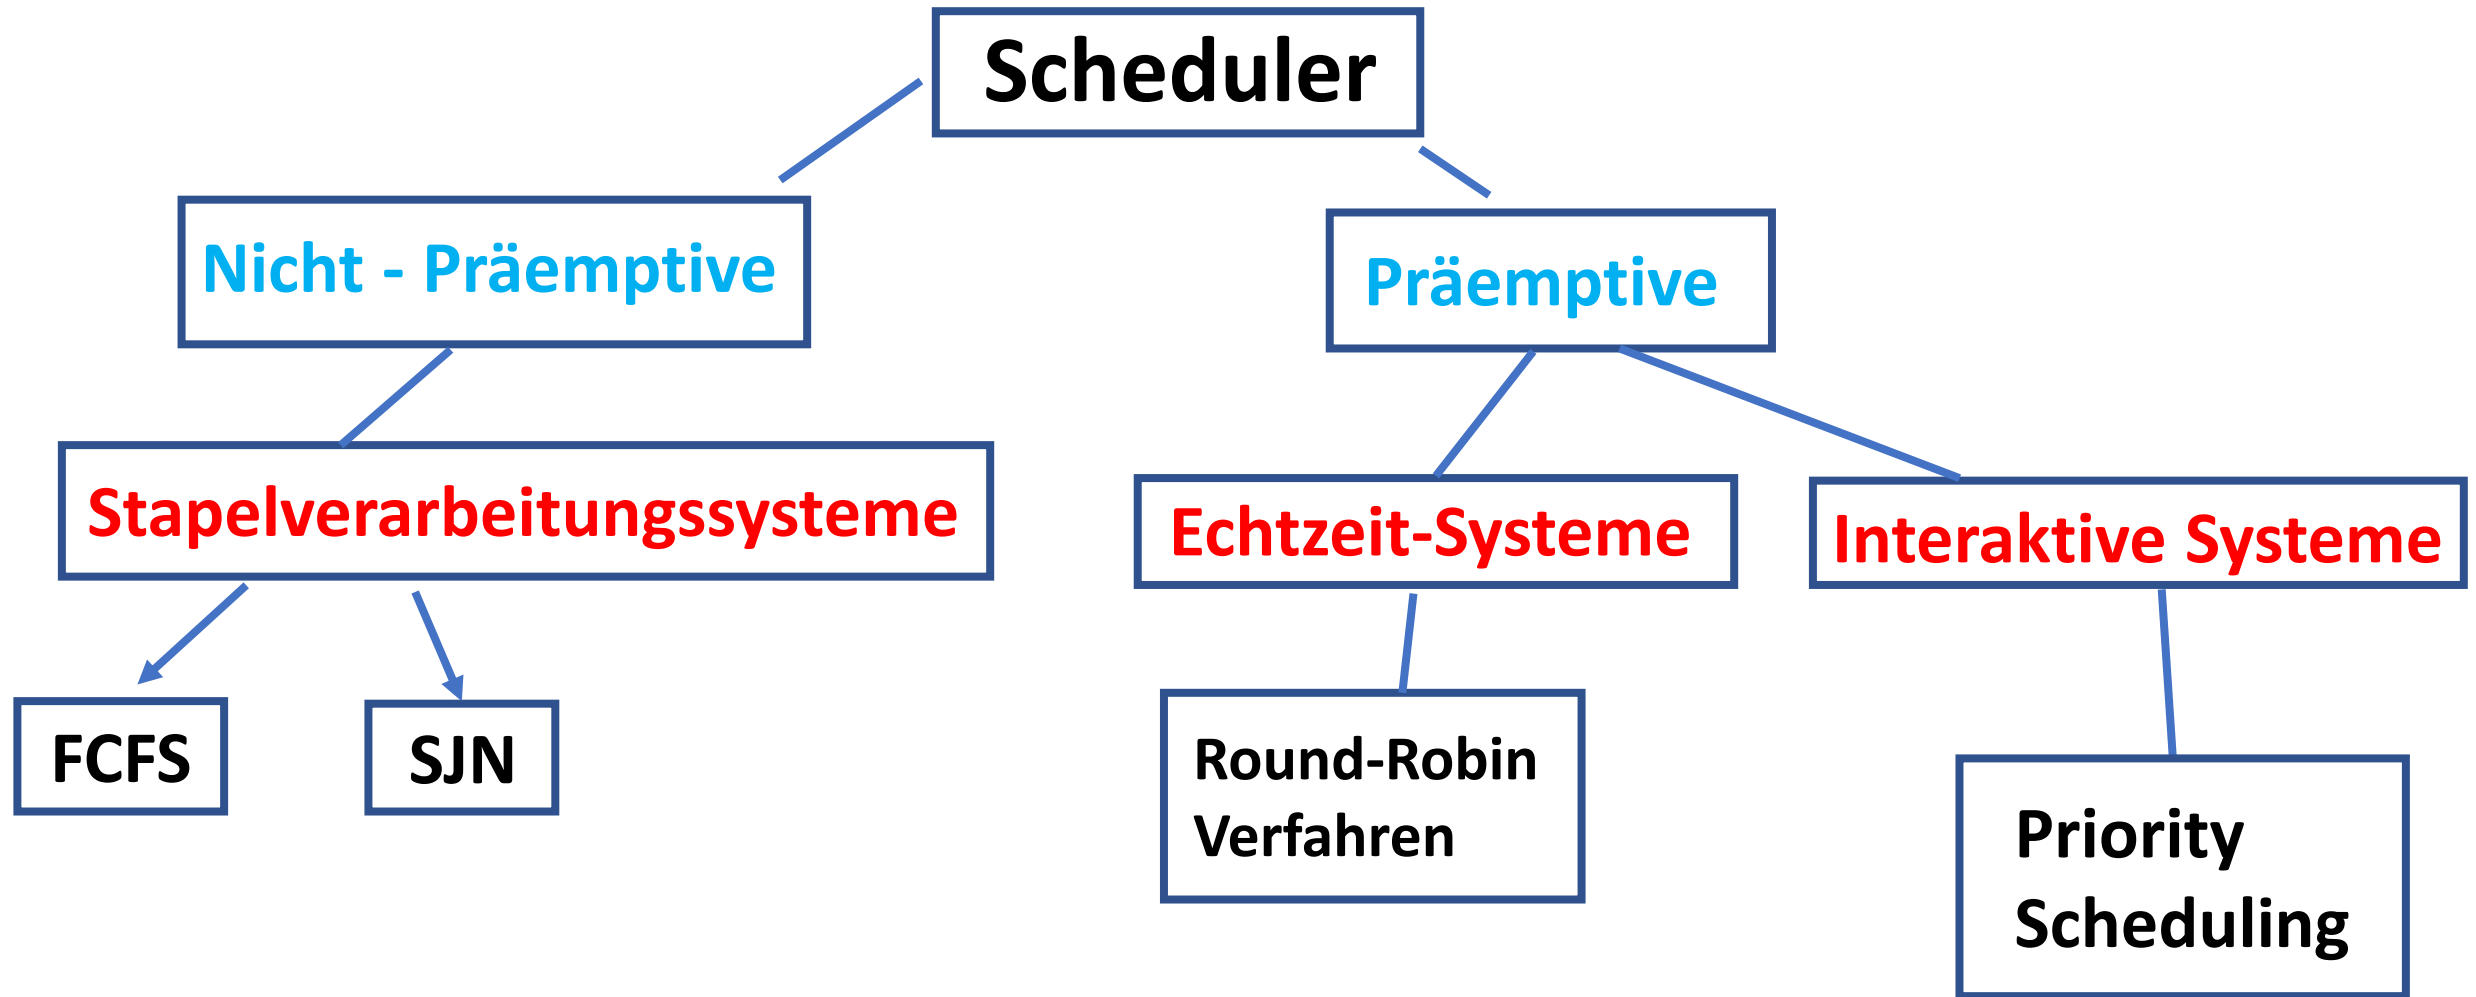 Scheduler
Nicht - Präemptive
Präemptive
Stapelverarbeitungssysteme
Echtzeit-Systeme
Interaktive Systeme
FCFS
SJN
Round-Robin
Verfahren
Priority
Scheduling